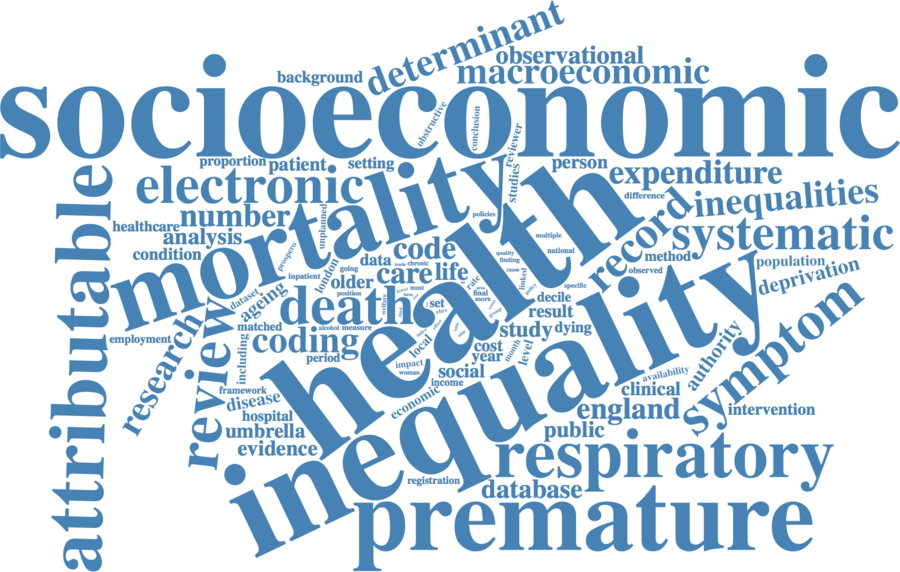 determinant
observational
background
macroeconomic
socioeconomic
obstructive
conclusion
reviewer
proportion
patient
setting
person
expenditure
studies
electronic
mortality
health
difference
inequalities
attributable
number
unplanned
policies
record
healthcare
analysis
code
multiple
systematic
condition
prospero
london
data
chronic
quality
national
method
going
finding
population
inpatient
care
life
cause
observed
deprivation
older
most
rate
linked
policy
specific
dataset
ageing
position
final
more
decile
death
set
group
result
matched
alcohol
measure
study
dying
employment
coding
local
cost
authority
symptom
research
review
including
period
impact
year
month
level
woman
social
income
availability
framework
economic
clinical
disease
inequality
england
intervention
hospital
umbrella
public
evidence
respiratory
registration
database
premature